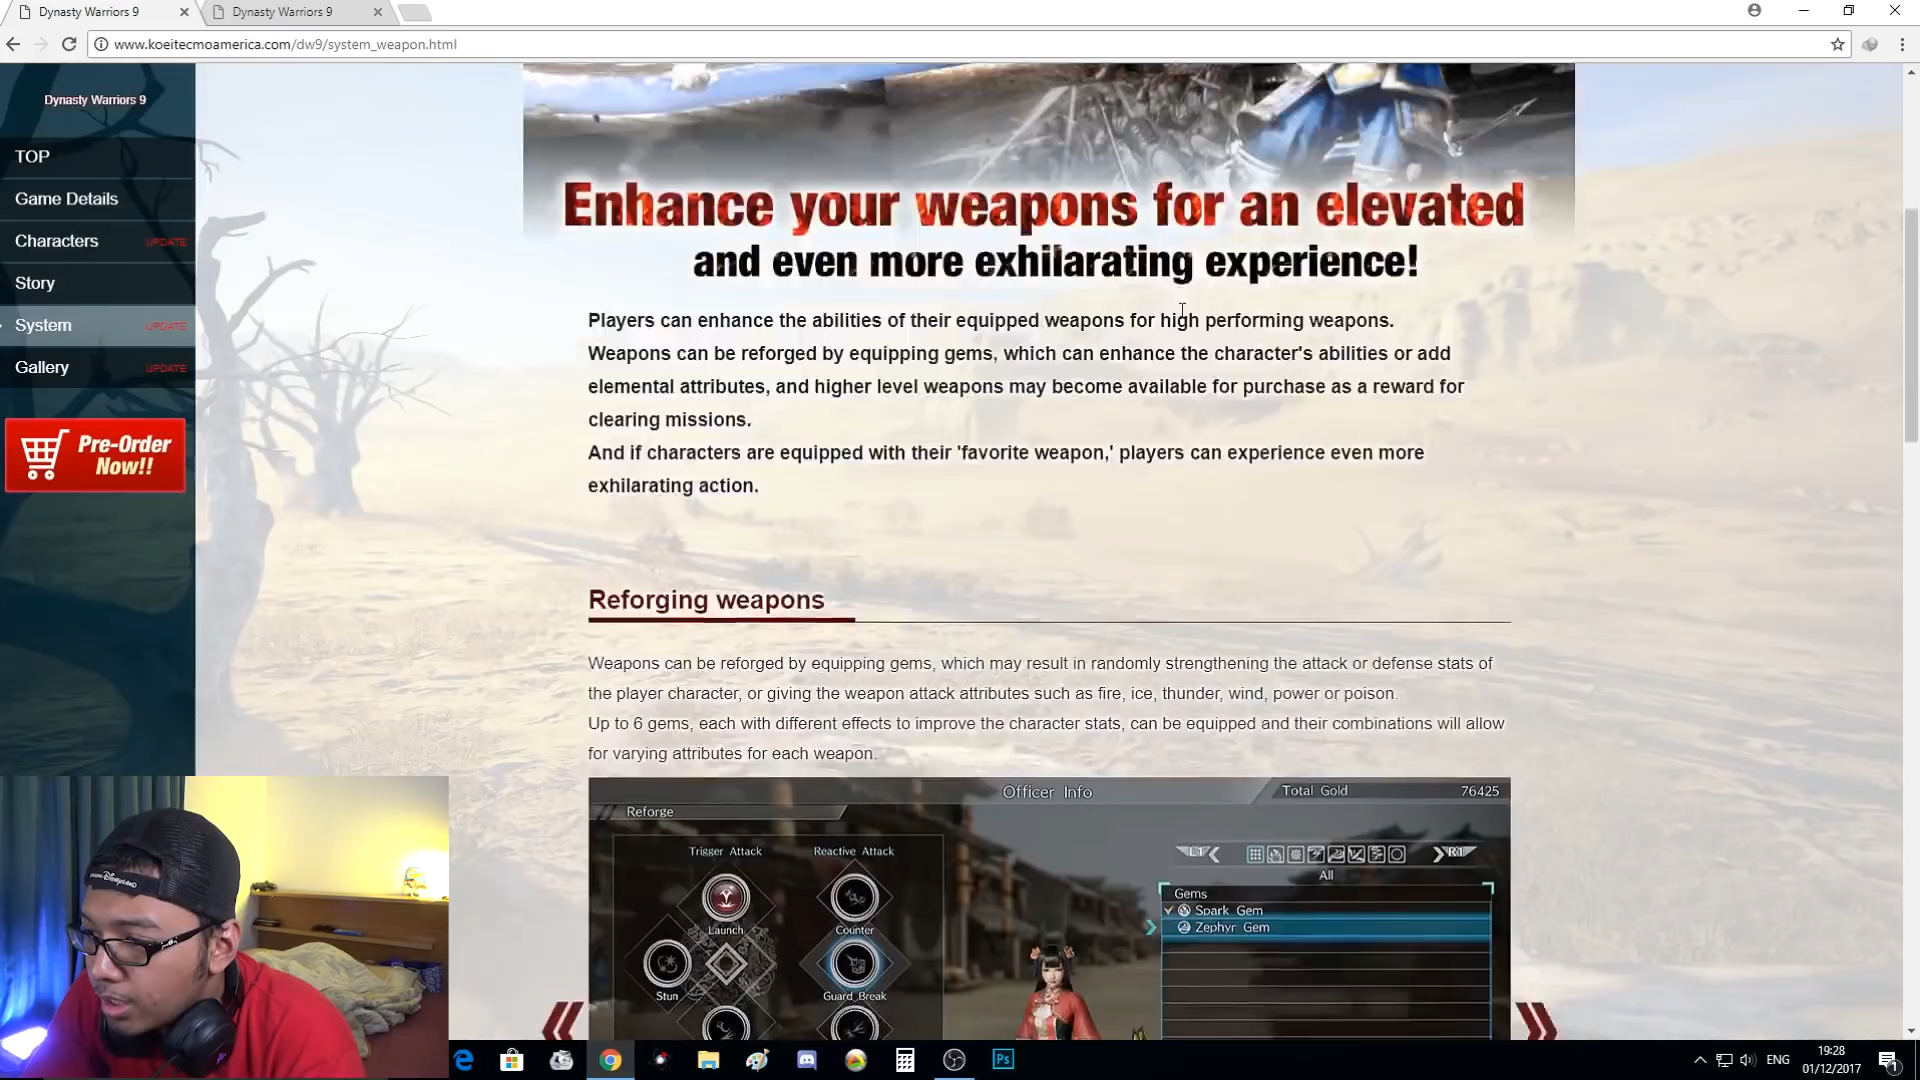 Dynasty Warriors 9
Dynasty Warriors 9
www.koeitecmoamerica.com/dw9/system_weapon.html
Dynasty Warriors 9
TOP
Game Details
Characters UPDATE
Story
System UPDATE
Gallery UPDATE
Pre-Order
Now!!
Enhance your weapons for an elevated
and even more exhilarating experience!
Players can enhance the abilities of their equipped weapons for high performing weapons.
Weapons can be reforged by equipping gems, which can enhance the character's abilities or add
elemental attributes, and higher level weapons may become available for purchase as a reward for
clearing missions.
And if characters are equipped with their 'favorite weapon,' players can experience even more
exhilarating action.
Reforging weapons
Weapons can be reforged by equipping gems, which may result in randomly strengthening the attack or defense stats of
the player character, or giving the weapon attack attributes such as fire, ice, thunder, wind, power or poison.
Up to 6 gems, each with different effects to improve the character stats, can be equipped and their combinations will allow
for varying attributes for each weapon.
Officer Info
Total Gold 76425
Reforge
Trigger Attack Reactive Attack
L1 R1
All
Gems
Spark Gem
Zephyr Gem
Launch Counter
Stun Guard Break
Ps
ENG
19:28
01/12/2017
1